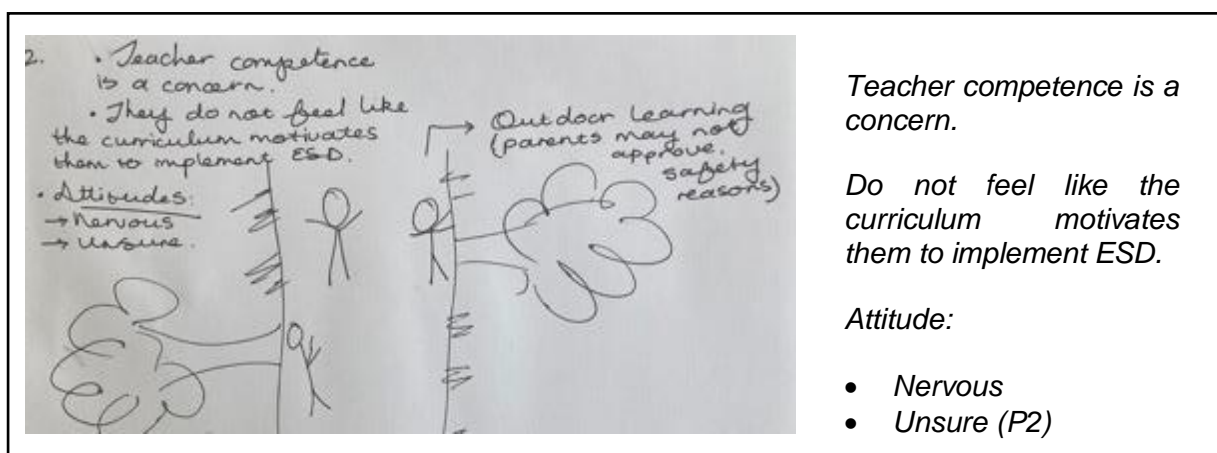 2. • Teacher competence
is a concern.
• They do not feel like
the curriculum motivates
them to implement ESD.
• Attitudes:
→ Nervous
→ Unsure.
→ Outdoor Learning
(parents may not
approve.
safety
reasons)
Teacher competence is a
concern.
Do not feel like the
curriculum motivates
them to implement ESD.
Attitude:
• Nervous
• Unsure (P2)